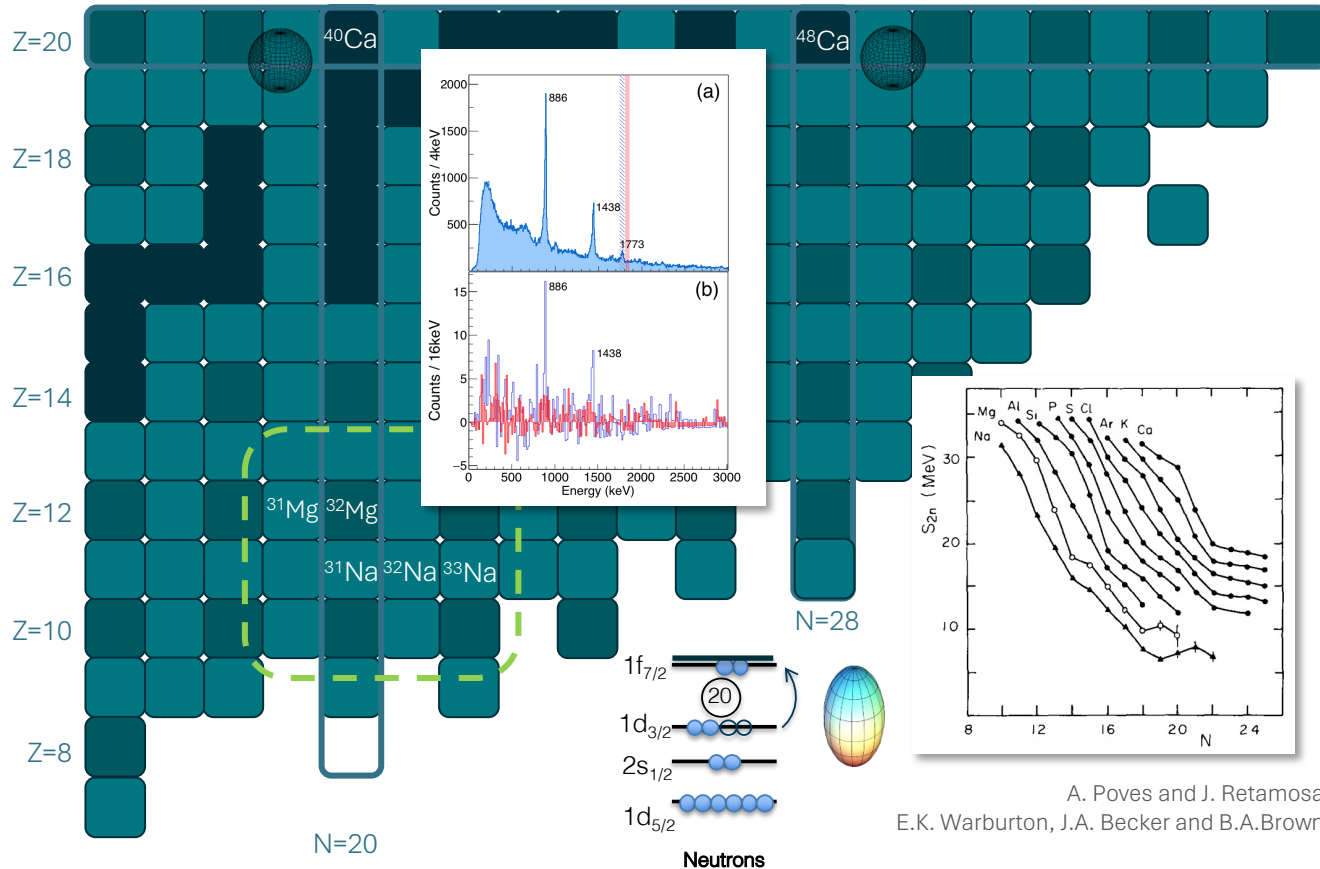 Z=20
⁴⁰Ca
⁴⁸Ca
Z=18
Z=16
Z=14
Z=12
Z=10
Z=8
2000
1500
1000
500
Counts / 4keV
(a)
886
1438
1773
15
10
5
0
−5
Counts / 16keV
(b)
886
1438
0 500 1000 1500 2000 2500 3000
Energy (keV)
³¹Mg ³²Mg
³¹Na ³²Na ³³Na
N=28
N=20
1f7/2
20
1d3/2
2s1/2
1d5/2
Neutrons
Mg Al Si P S Cl Ar K Ca
Na
30
20
10
0
S2n (MeV)
8 12 16 20 24
N
A. Poves and J. Retamosa
E.K. Warburton, J.A. Becker and B.A.Brown